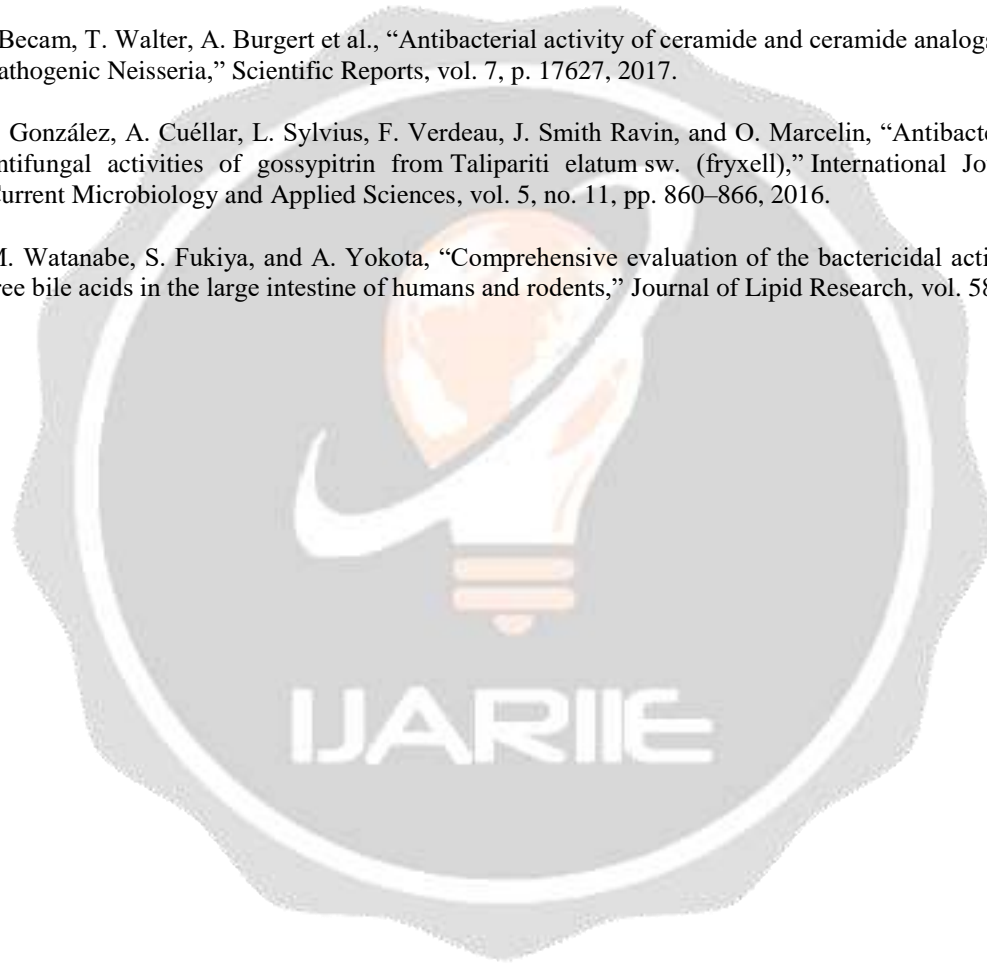 Becam, T. Walter, A. Burgert et al., “Antibacterial activity of ceramide and ceramide analogs
athogenic Neisseria,” Scientific Reports, vol. 7, p. 17627, 2017.
González, A. Cuéllar, L. Sylvius, F. Verdeau, J. Smith Ravin, and O. Marcelin, “Antibacte
ntifungal activities of gossypitrin from Talipariti elatum sw. (fryxell),” International Jo
urrent Microbiology and Applied Sciences, vol. 5, no. 11, pp. 860–866, 2016.
. Watanabe, S. Fukiya, and A. Yokota, “Comprehensive evaluation of the bactericidal acti
ree bile acids in the large intestine of humans and rodents,” Journal of Lipid Research, vol. 58
IJARIIE